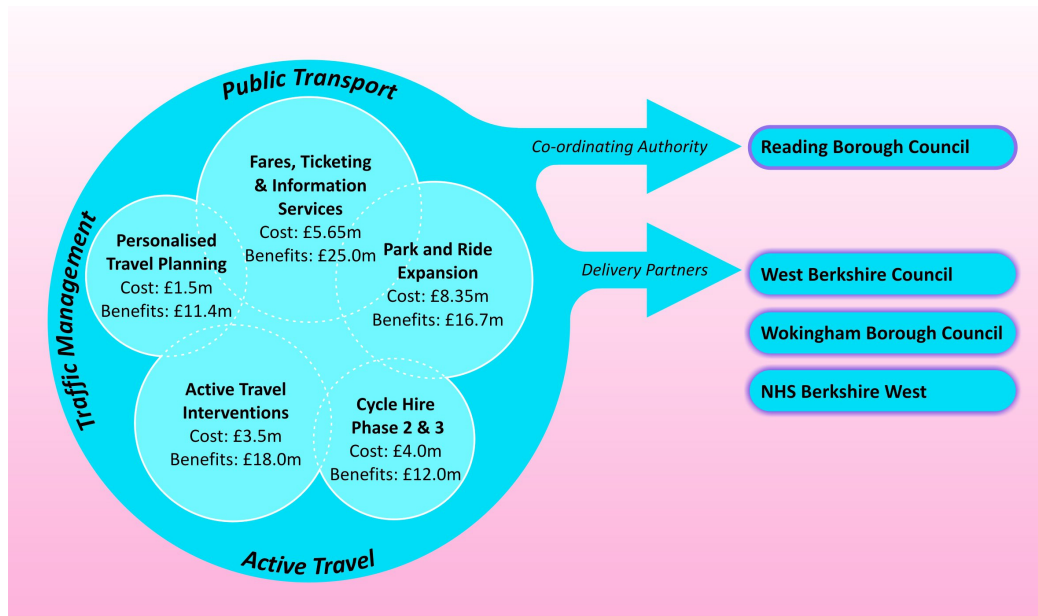 Public Transport
Traffic Management
Active Travel
Fares, Ticketing
& Information
Services
Cost: £5.65m
Benefits: £25.0m
Personalised
Travel Planning
Cost: £1.5m
Benefits: £11.4m
Park and Ride
Expansion
Cost: £8.35m
Benefits: £16.7m
Active Travel
Interventions
Cost: £3.5m
Benefits: £18.0m
Cycle Hire
Phase 2 & 3
Cost: £4.0m
Benefits: £12.0m
Co-ordinating Authority
Reading Borough Council
Delivery Partners
West Berkshire Council
Wokingham Borough Council
NHS Berkshire West